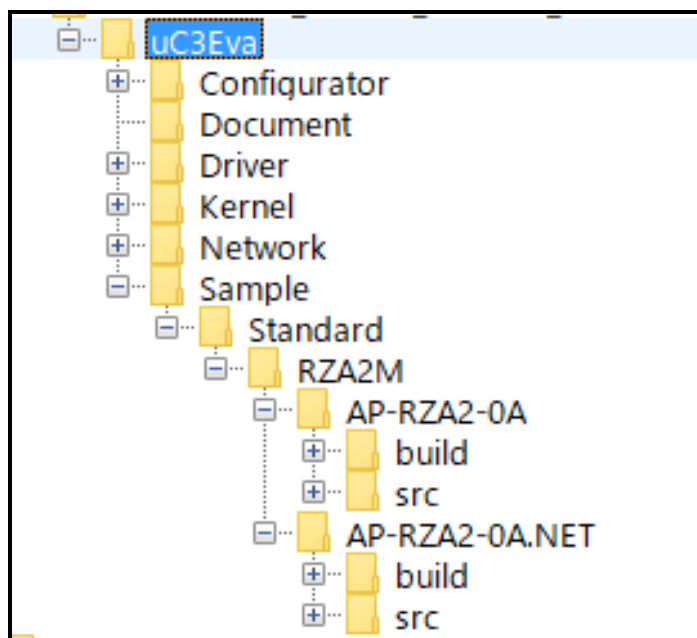 uC3Eva
Configurator
Document
Driver
Kernel
Network
Sample
Standard
RZA2M
AP-RZA2-0A
build
src
AP-RZA2-0A.NET
build
src